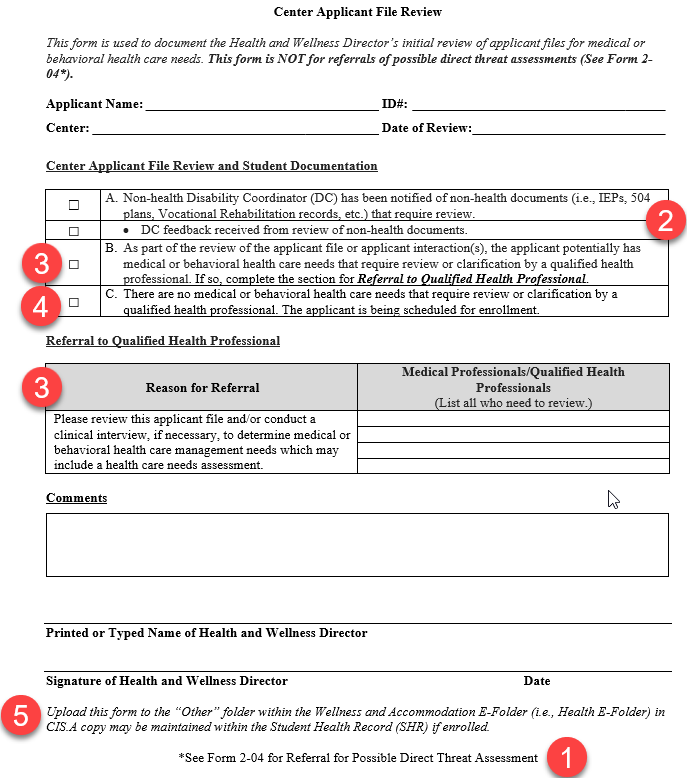 Center Applicant File Review
This form is used to document the Health and Wellness Director's initial review of applicant files for medical or
behavioral health care needs. This form is NOT for referrals of possible direct threat assessments (See Form 2-
04*).
Applicant Name: ID#:
Center: Date of Review:
Center Applicant File Review and Student Documentation
☐ A. Non-health Disability Coordinator (DC) has been notified of non-health documents (i.e., IEPs, 504
plans, Vocational Rehabilitation records, etc.) that require review.
2
☐ • DC feedback received from review of non-health documents.
3
☐ B. As part of the review of the applicant file or applicant interaction(s), the applicant potentially has
medical or behavioral health care needs that require review or clarification by a qualified health
professional. If so, complete the section for Referral to Qualified Health Professional.
4
☐ C. There are no medical or behavioral health care needs that require review or clarification by a
qualified health professional. The applicant is being scheduled for enrollment.
Referral to Qualified Health Professional
3
Reason for Referral
Medical Professionals/Qualified Health
Professionals
(List all who need to review.)
Please review this applicant file and/or conduct a
clinical interview, if necessary, to determine medical or
behavioral health care management needs which may
include a health care needs assessment.
Comments
Printed or Typed Name of Health and Wellness Director
Signature of Health and Wellness Director Date
5
Upload this form to the "Other" folder within the Wellness and Accommodation E-Folder (i.e., Health E-Folder) in
CIS.A copy may be maintained within the Student Health Record (SHR) if enrolled.
*See Form 2-04 for Referral for Possible Direct Threat Assessment
1